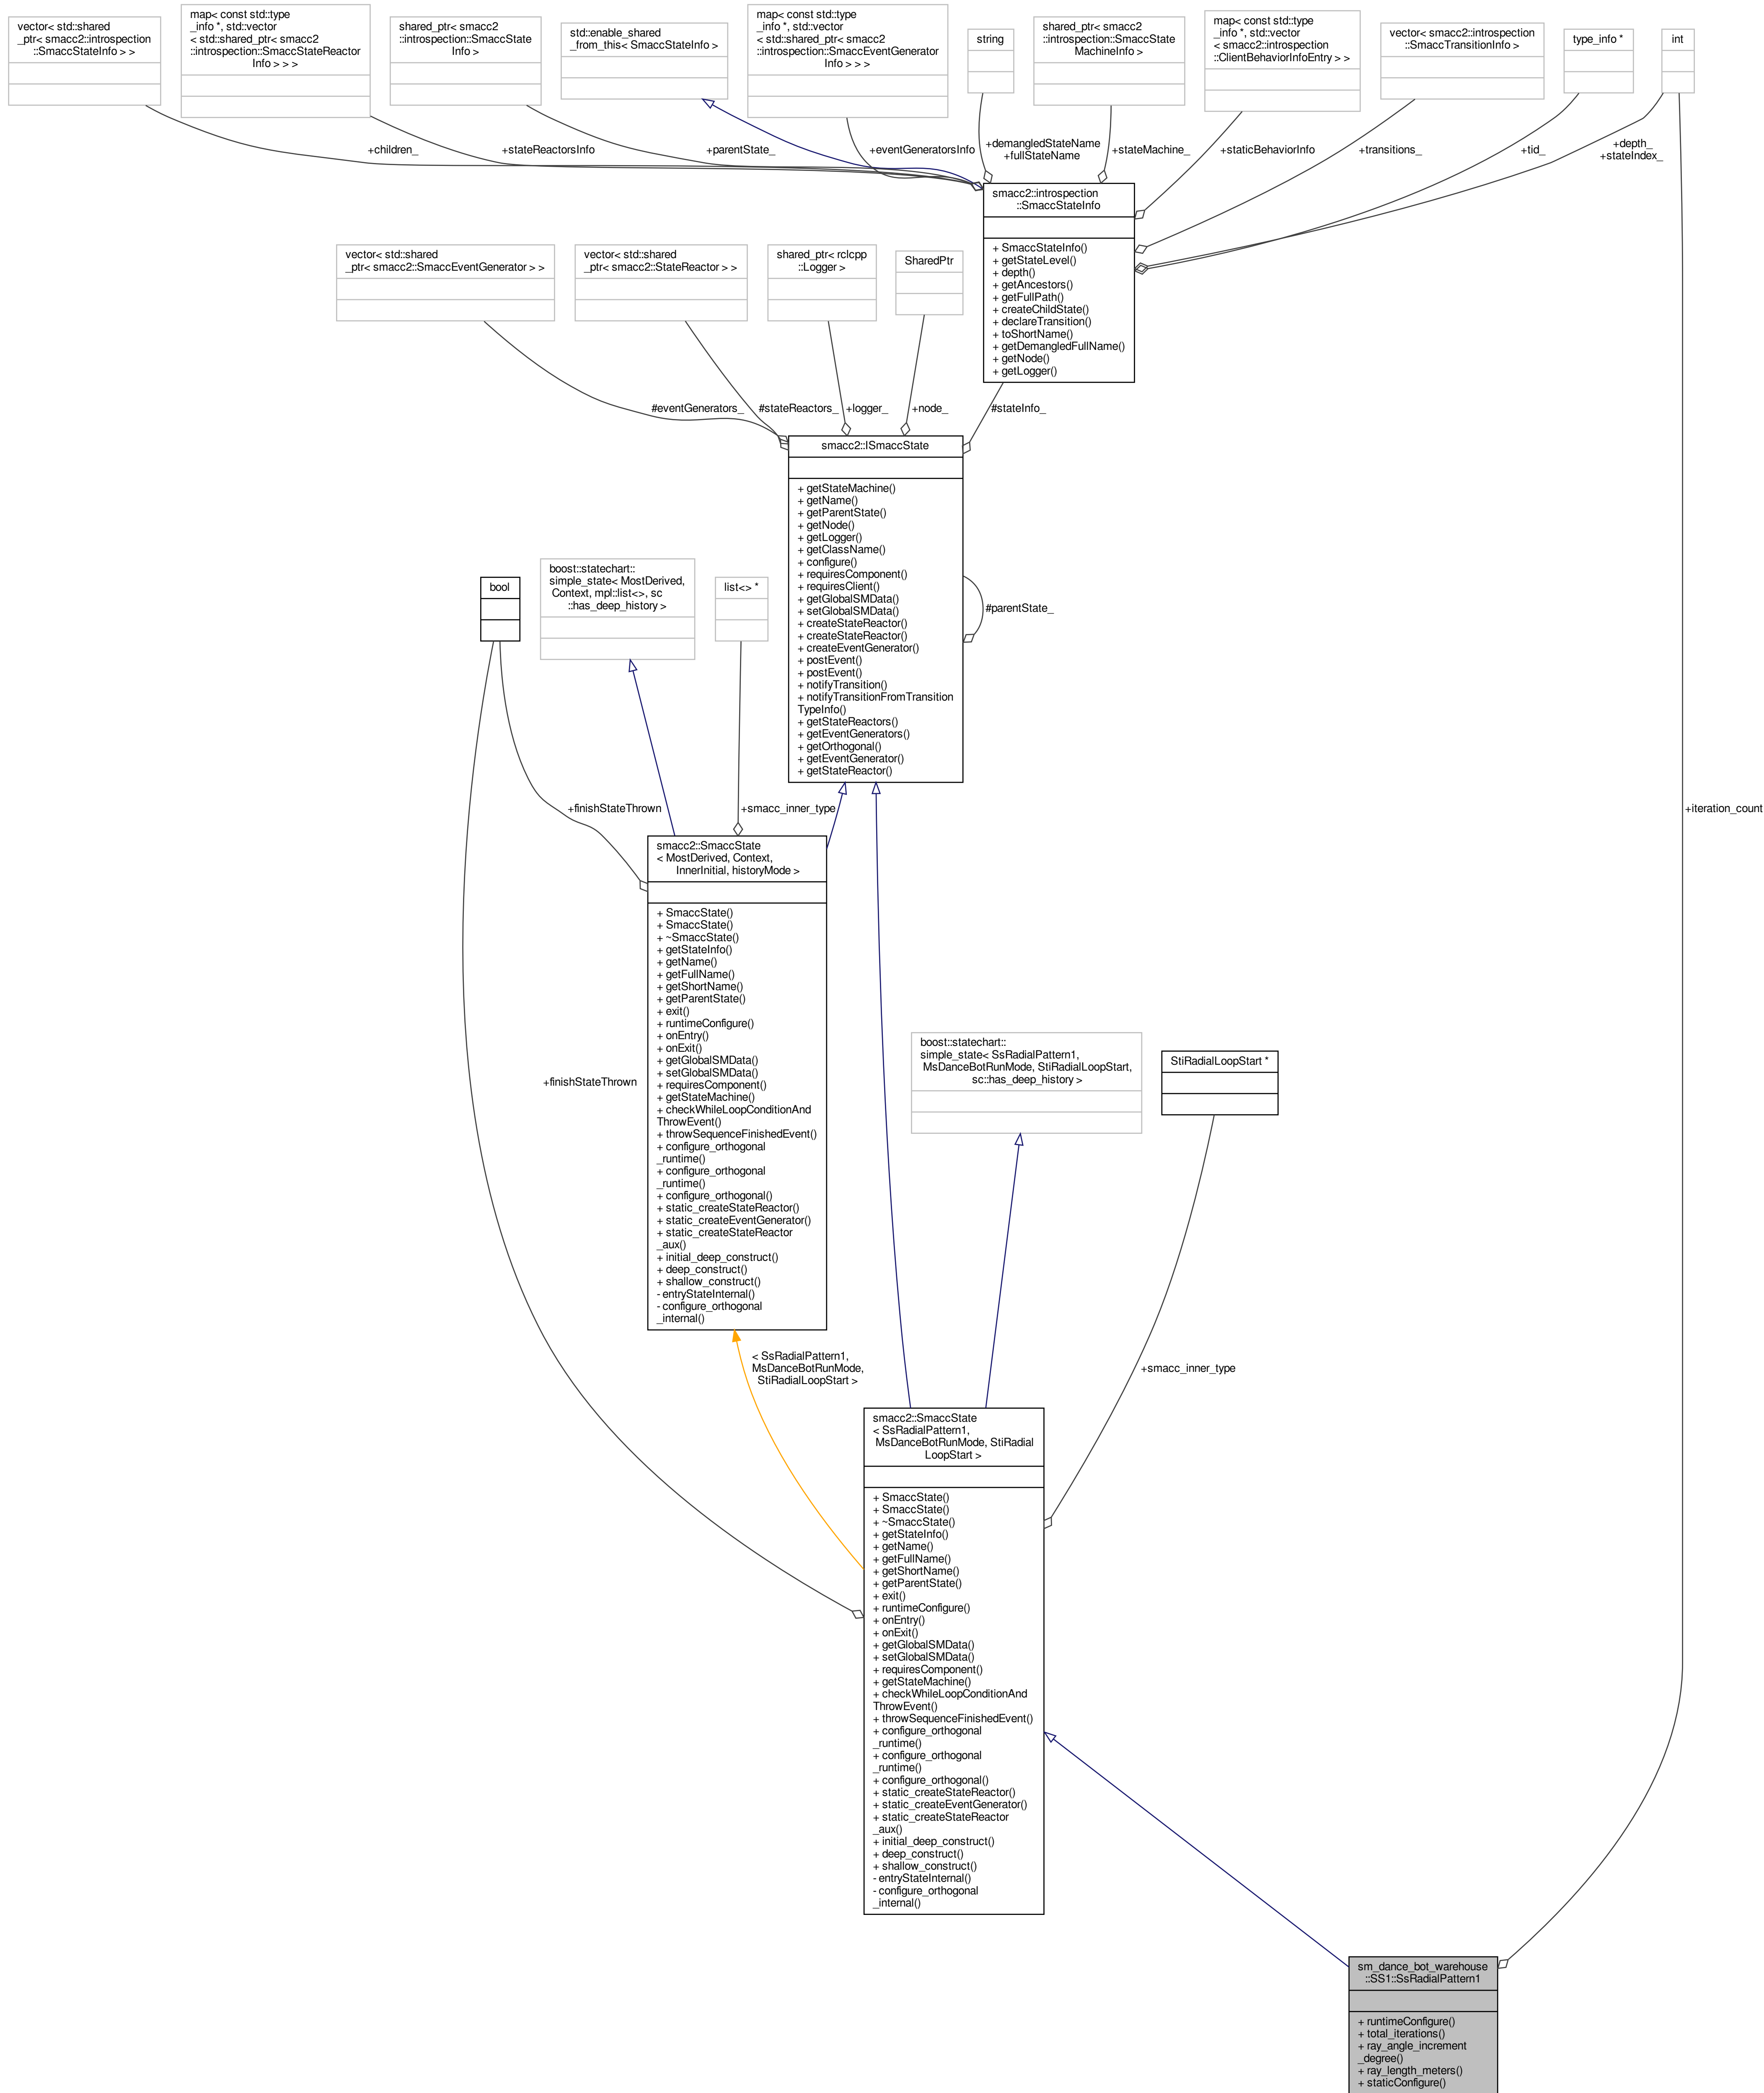 vector< std::shared
_ptr< smacc2::introspection
::SmaccStateInfo > >
map< const std::type
_info *, std::vector
< std::shared_ptr< smacc2
::introspection::SmaccStateReactor
Info > > >
shared_ptr< smacc2
::introspection::SmaccState
Info >
std::enable_shared
_from_this< SmaccStateInfo >
map< const std::type
_info *, std::vector
< std::shared_ptr< smacc2
::introspection::SmaccEventGenerator
Info > > >
string
shared_ptr< smacc2
::introspection::SmaccState
MachineInfo >
map< const std::type
_info *, std::vector
< smacc2::introspection
::ClientBehaviorInfoEntry > >
vector< smacc2::introspection
::SmaccTransitionInfo >
type_info *
int
+children_
+stateReactorsInfo
+parentState_
+eventGeneratorsInfo
+demangledStateName
+fullStateName
+stateMachine_
+staticBehaviorInfo
+transitions_
+tid_
+depth_
+stateIndex_
smacc2::introspection
::SmaccStateInfo
+ SmaccStateInfo()
+ getStateLevel()
+ depth()
+ getAncestors()
+ getFullPath()
+ createChildState()
+ declareTransition()
+ toShortName()
+ getDemangledFullName()
+ getNode()
+ getLogger()
vector< std::shared
_ptr< smacc2::SmaccEventGenerator > >
vector< std::shared
_ptr< smacc2::StateReactor > >
shared_ptr< rclcpp
::Logger >
SharedPtr
#eventGenerators_
#stateReactors_
+logger_
+node_
#stateInfo_
smacc2::ISmaccState
+ getStateMachine()
+ getName()
+ getParentState()
+ getNode()
+ getLogger()
+ getClassName()
+ configure()
+ requiresComponent()
+ requiresClient()
+ getGlobalSMData()
+ setGlobalSMData()
+ createStateReactor()
+ createStateReactor()
+ createEventGenerator()
+ postEvent()
+ postEvent()
+ notifyTransition()
+ notifyTransitionFromTransition
TypeInfo()
+ getStateReactors()
+ getEventGenerators()
+ getOrthogonal()
+ getEventGenerator()
+ getStateReactor()
#parentState_
bool
boost::statechart::
simple_state< MostDerived,
Context, mpl::list<>, sc
::has_deep_history >
list<> *
+finishStateThrown
+smacc_inner_type
+iteration_count
smacc2::SmaccState
< MostDerived, Context,
InnerInitial, historyMode >
+ SmaccState()
+ SmaccState()
+ ~SmaccState()
+ getStateInfo()
+ getName()
+ getFullName()
+ getShortName()
+ getParentState()
+ exit()
+ runtimeConfigure()
+ onEntry()
+ onExit()
+ getGlobalSMData()
+ setGlobalSMData()
+ requiresComponent()
+ getStateMachine()
+ checkWhileLoopConditionAnd
ThrowEvent()
+ throwSequenceFinishedEvent()
+ configure_orthogonal
_runtime()
+ configure_orthogonal
_runtime()
+ configure_orthogonal()
+ static_createStateReactor()
+ static_createEventGenerator()
+ static_createStateReactor
_aux()
+ initial_deep_construct()
+ deep_construct()
+ shallow_construct()
- entryStateInternal()
- configure_orthogonal
_internal()
+finishStateThrown
boost::statechart::
simple_state< SsRadialPattern1,
MsDanceBotRunMode, StiRadialLoopStart,
sc::has_deep_history >
StiRadialLoopStart *
< SsRadialPattern1,
MsDanceBotRunMode,
StiRadialLoopStart >
+smacc_inner_type
smacc2::SmaccState
< SsRadialPattern1,
MsDanceBotRunMode, StiRadial
LoopStart >
+ SmaccState()
+ SmaccState()
+ ~SmaccState()
+ getStateInfo()
+ getName()
+ getFullName()
+ getShortName()
+ getParentState()
+ exit()
+ runtimeConfigure()
+ onEntry()
+ onExit()
+ getGlobalSMData()
+ setGlobalSMData()
+ requiresComponent()
+ getStateMachine()
+ checkWhileLoopConditionAnd
ThrowEvent()
+ throwSequenceFinishedEvent()
+ configure_orthogonal
_runtime()
+ configure_orthogonal
_runtime()
+ configure_orthogonal()
+ static_createStateReactor()
+ static_createEventGenerator()
+ static_createStateReactor
_aux()
+ initial_deep_construct()
+ deep_construct()
+ shallow_construct()
- entryStateInternal()
- configure_orthogonal
_internal()
sm_dance_bot_warehouse
::SS1::SsRadialPattern1
+ runtimeConfigure()
+ total_iterations()
+ ray_angle_increment
_degree()
+ ray_length_meters()
+ staticConfigure()